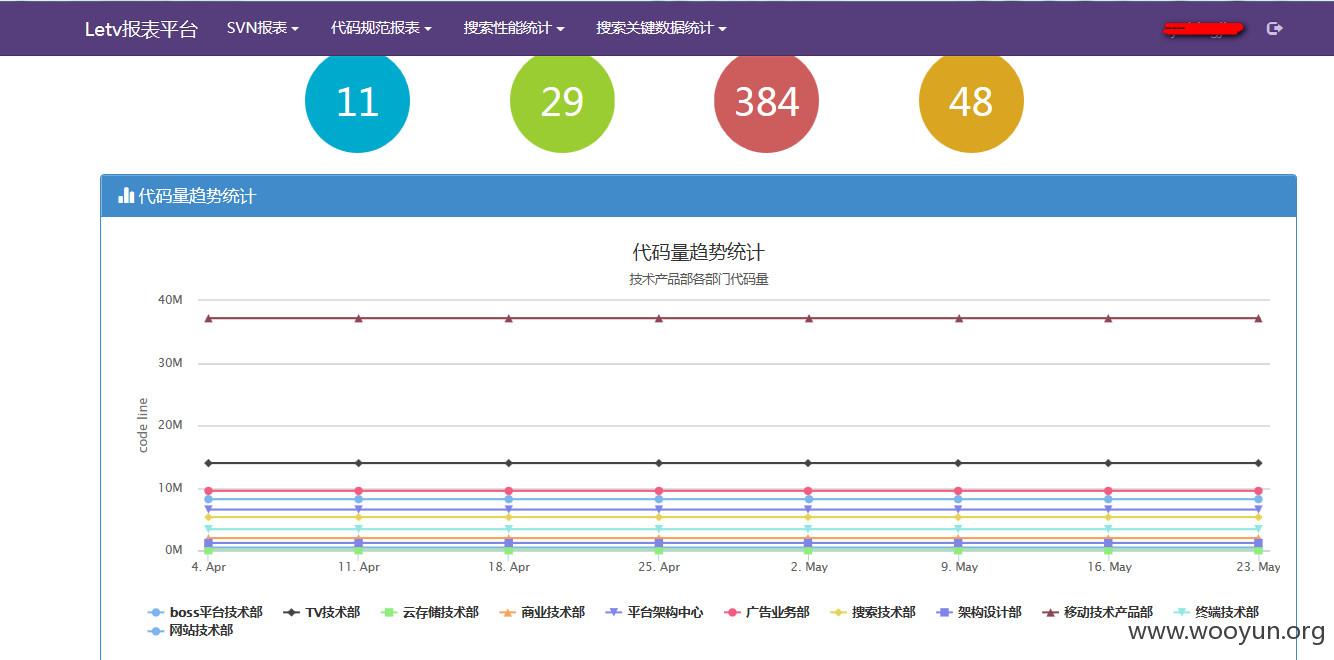 Letv报表平台 SVN报表 代码规范报表 搜索性能统计 搜索关键数据统计
11 29 384 48
代码量趋势统计
代码量趋势统计
技术产品部各部门代码量
40M
30M
20M
10M
0M
code line
4. Apr 11. Apr 18. Apr 25. Apr 2. May 9. May 16. May 23. May
boss平台技术部 TV技术部 云存储技术部 商业技术部 平台架构中心 广告业务部 搜索技术部 架构设计部 移动技术产品部 终端技术部
网站技术部
www.wooyun.org